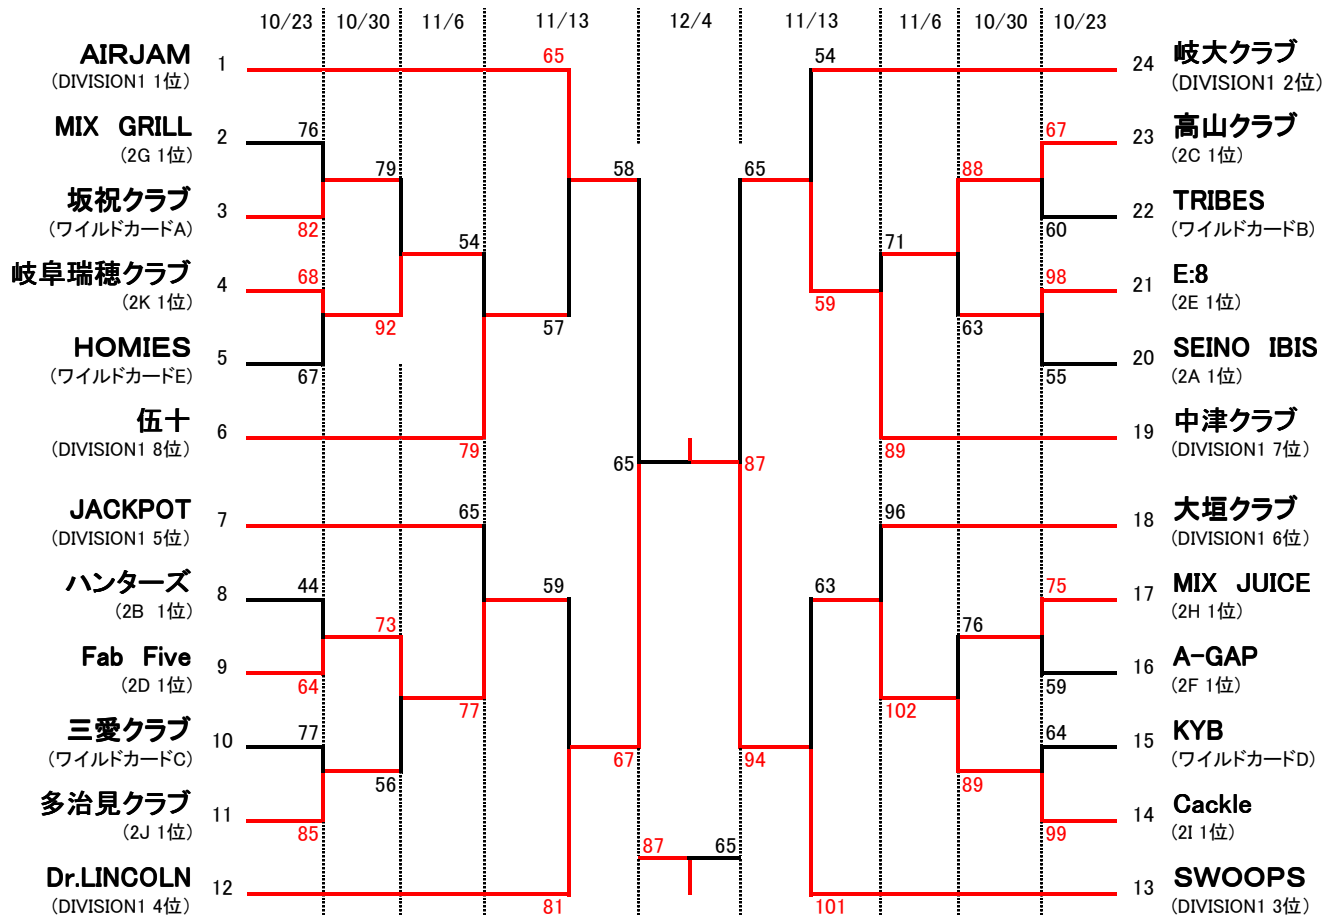 10/23 10/30 11/6 11/13 12/4 11/13 11/6 10/30 10/23
AIRJAM
(DIVISION1 1位)
1
65
54
24
岐大クラブ
(DIVISION1 2位)
MIX GRILL
(2G 1位)
2
76
67
23
高山クラブ
(2C 1位)
79
58
65
88
坂祝クラブ
(ワイルドカードA)
3
82
60
22
TRIBES
(ワイルドカードB)
54
71
岐阜瑞穂クラブ
(2K 1位)
4
68
98
21
E:8
(2E 1位)
92
57
59
63
HOMIES
(ワイルドカードE)
5
67
55
20
SEINO IBIS
(2A 1位)
伍十
(DIVISION1 8位)
6
79
89
19
中津クラブ
(DIVISION1 7位)
65
87
JACKPOT
(DIVISION1 5位)
7
65
96
18
大垣クラブ
(DIVISION1 6位)
ハンターズ
(2B 1位)
8
44
59
63
75
17
MIX JUICE
(2H 1位)
73
76
Fab Five
(2D 1位)
9
64
59
16
A-GAP
(2F 1位)
77
102
三愛クラブ
(ワイルドカードC)
10
77
64
15
KYB
(ワイルドカードD)
56
67
94
89
多治見クラブ
(2J 1位)
11
85
99
14
Cackle
(2I 1位)
87
65
Dr.LINCOLN
(DIVISION1 4位)
12
81
101
13
SWOOPS
(DIVISION1 3位)